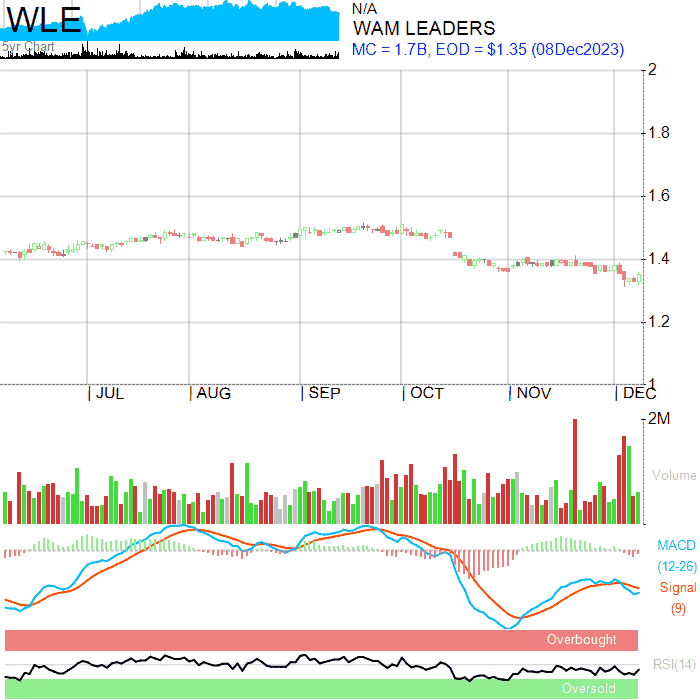 WLE
5yr Chart
N/A
WAM LEADERS
MC = 1.7B, EOD = $1.35 (08Dec2023)
2
1.8
1.6
1.4
1.2
1
JUL AUG SEP OCT NOV DEC
2M
Volume
MACD
(12-26)
Signal
(9)
Overbought
RSI(14)
Oversold